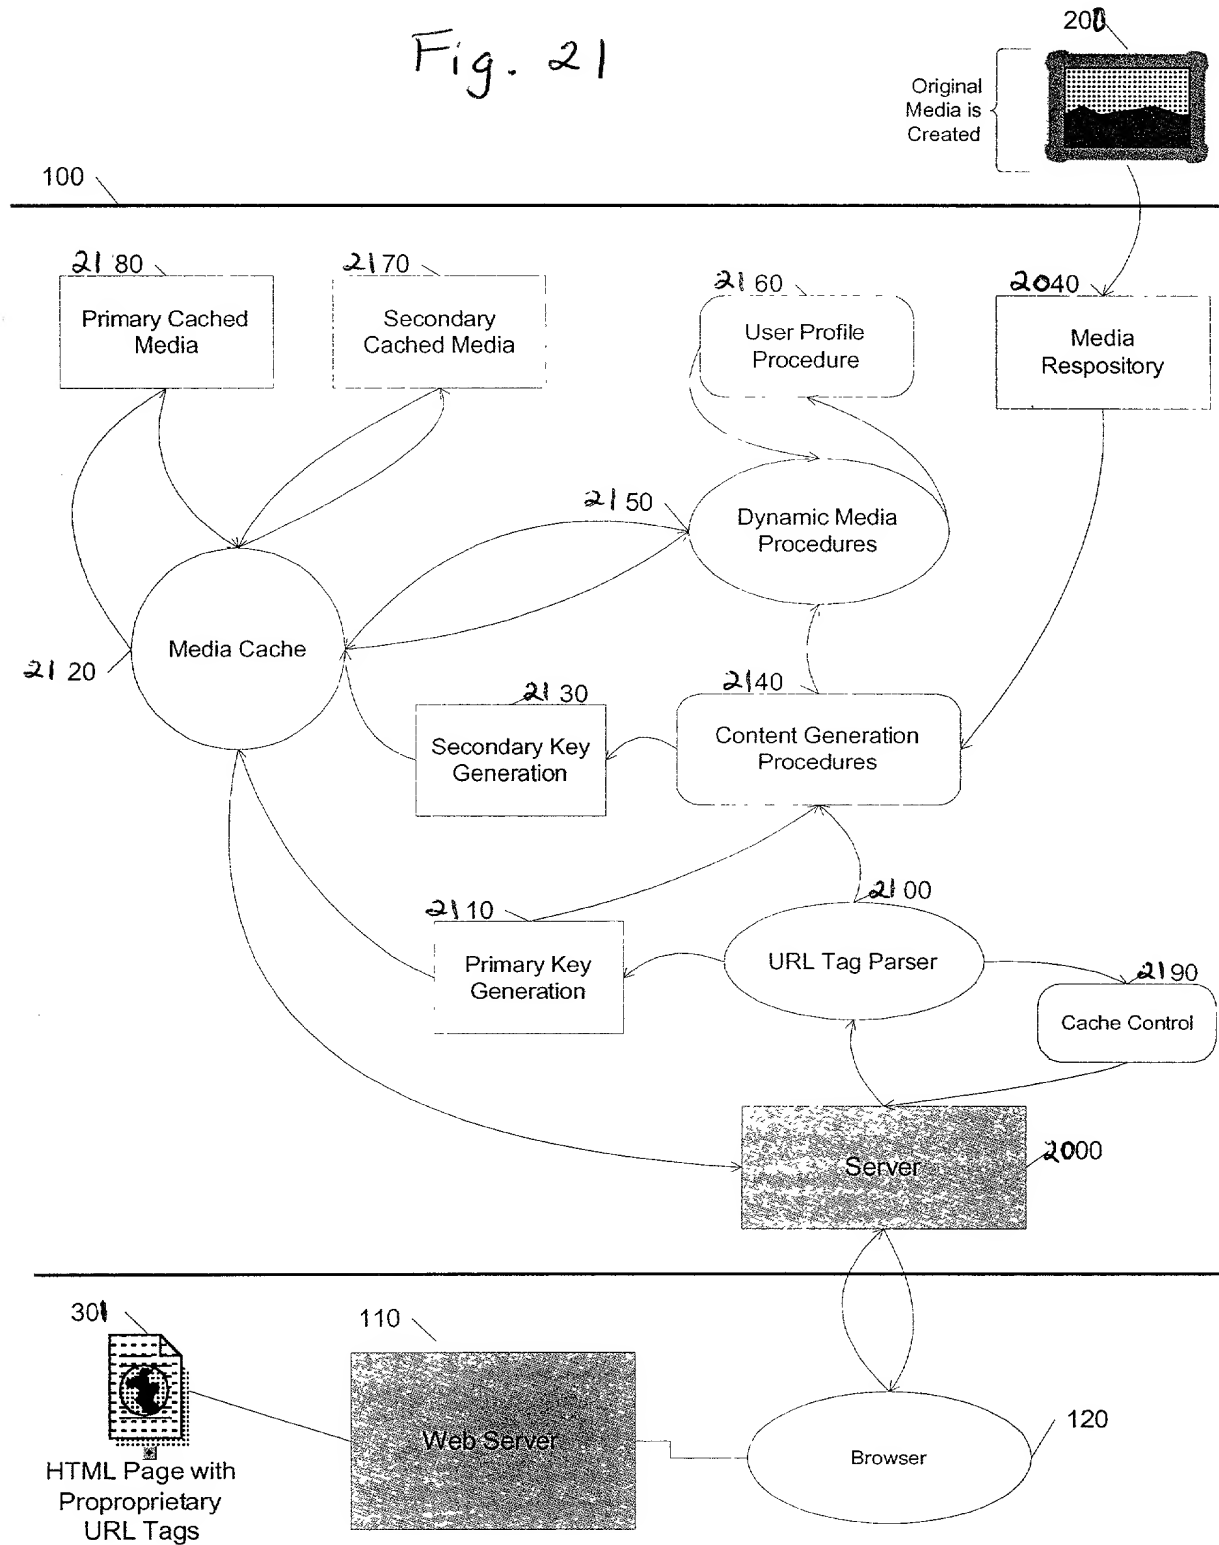 Fig. 21
200
Original
Media is
Created
100
2180
Primary Cached
Media
2170
Secondary
Cached Media
2160
User Profile
Procedure
2040
Media
Respository
2150
Dynamic Media
Procedures
Media Cache
2120
2130
Secondary Key
Generation
2140
Content Generation
Procedures
2110
Primary Key
Generation
2100
URL Tag Parser
2190
Cache Control
Server
2000
301
110
Web Server
Browser
120
HTML Page with
Proproprietary
URL Tags